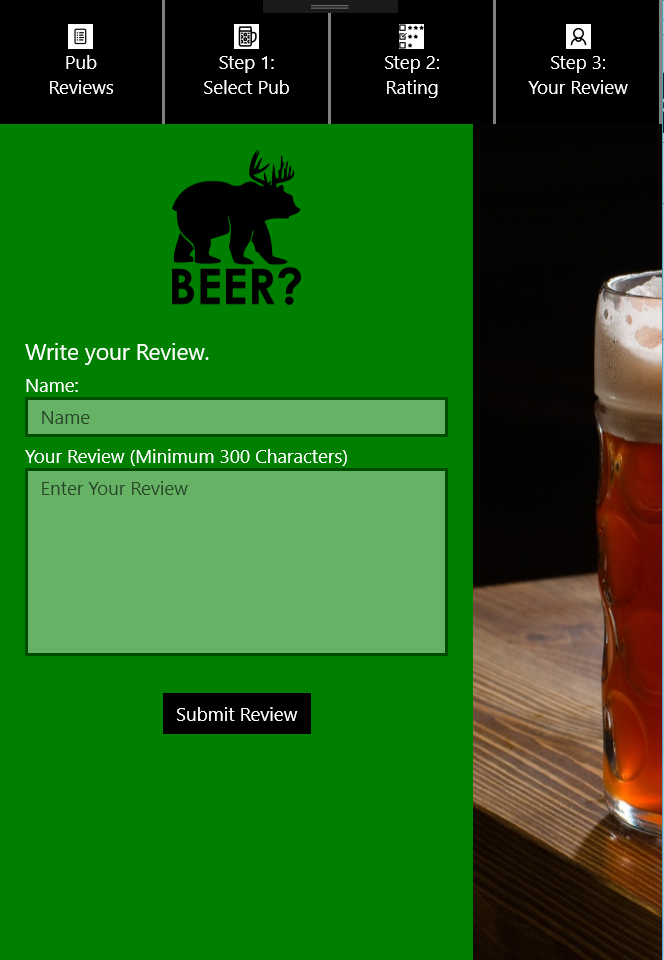 Pub
Reviews
Step 1:
Select Pub
Step 2:
Rating
Step 3:
Your Review
BEER?
Write your Review.
Name:
Name
Your Review (Minimum 300 Characters)
Enter Your Review
Submit Review